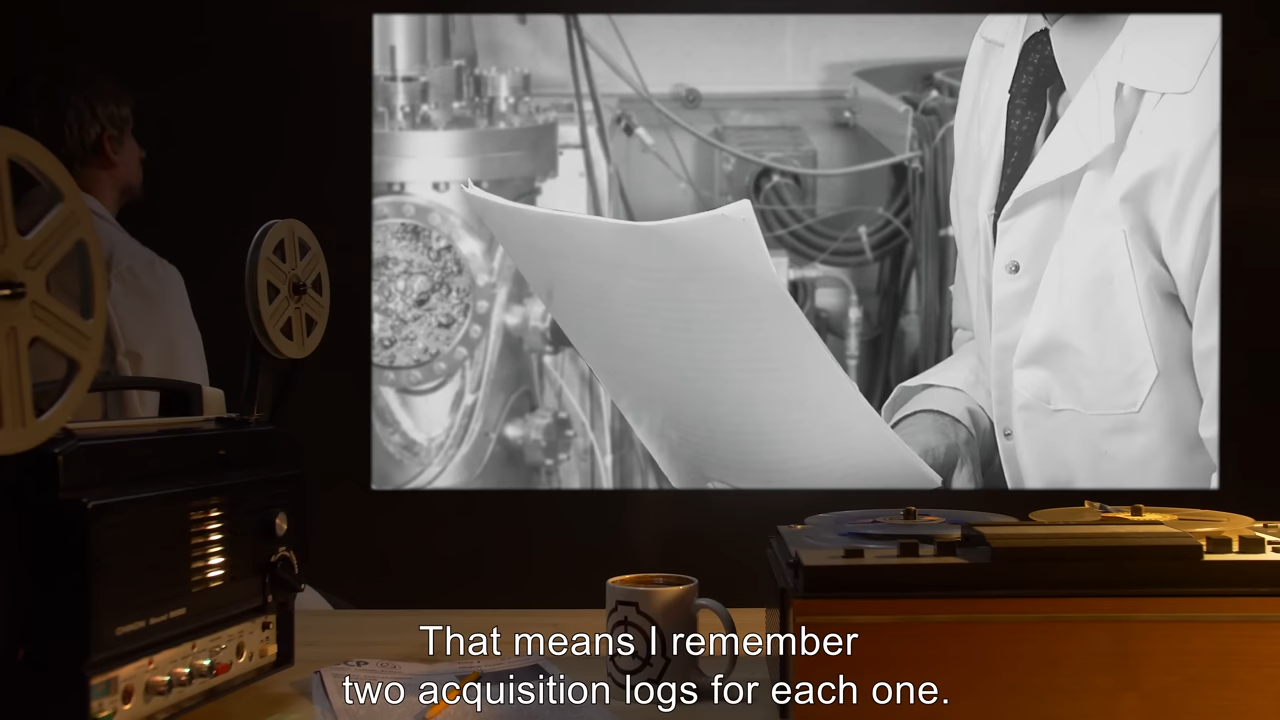 That means I remember
two acquisition logs for each one.